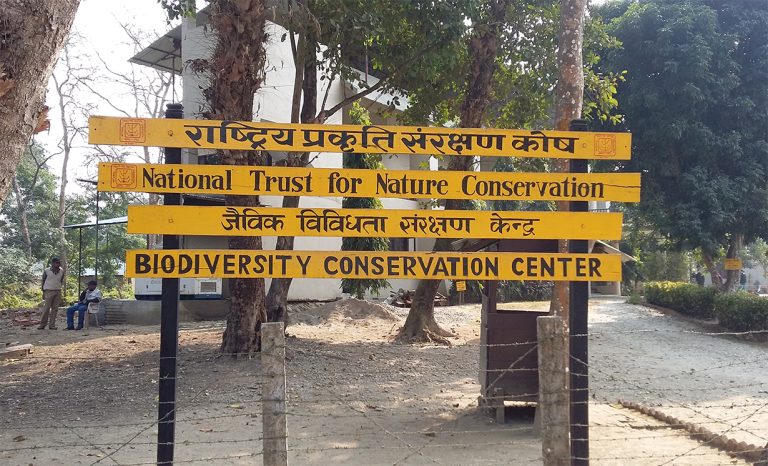 राष्ट्रिय प्रकृति संरक्षण कोष
National Trust for Nature Conservation
जैविक विविधता संरक्षण केन्द्र
BIODIVERSITY CONSERVATION CENTER